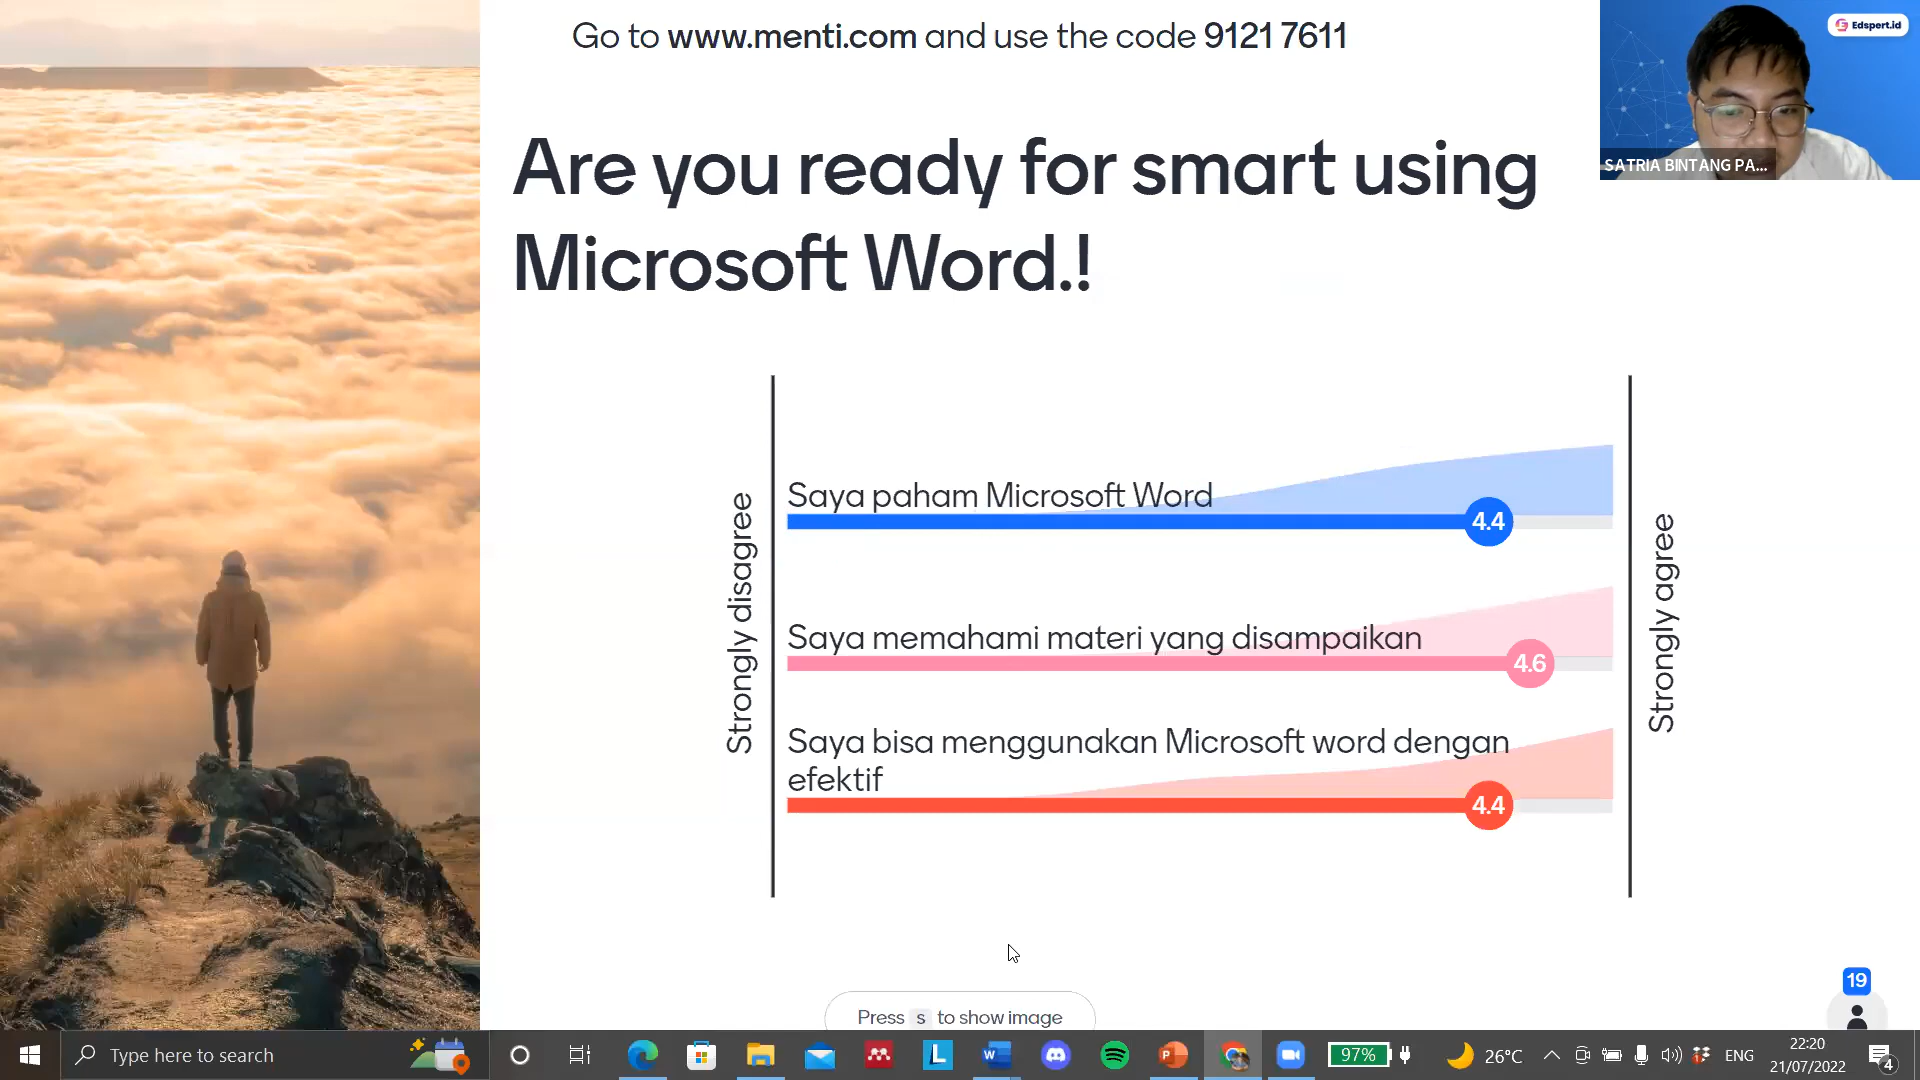 Go to www.menti.com and use the code 9121 7611
Edspert.id
SATRIA BINTANG PA...
Are you ready for smart using
Microsoft Word.!
Strongly disagree
Saya paham Microsoft Word
4.4
Saya memahami materi yang disampaikan
4.6
Saya bisa menggunakan Microsoft word dengan
efektif
4.4
Strongly agree
19
Press s to show image
Type here to search
97%
26°C
ENG
22:20
21/07/2022
4